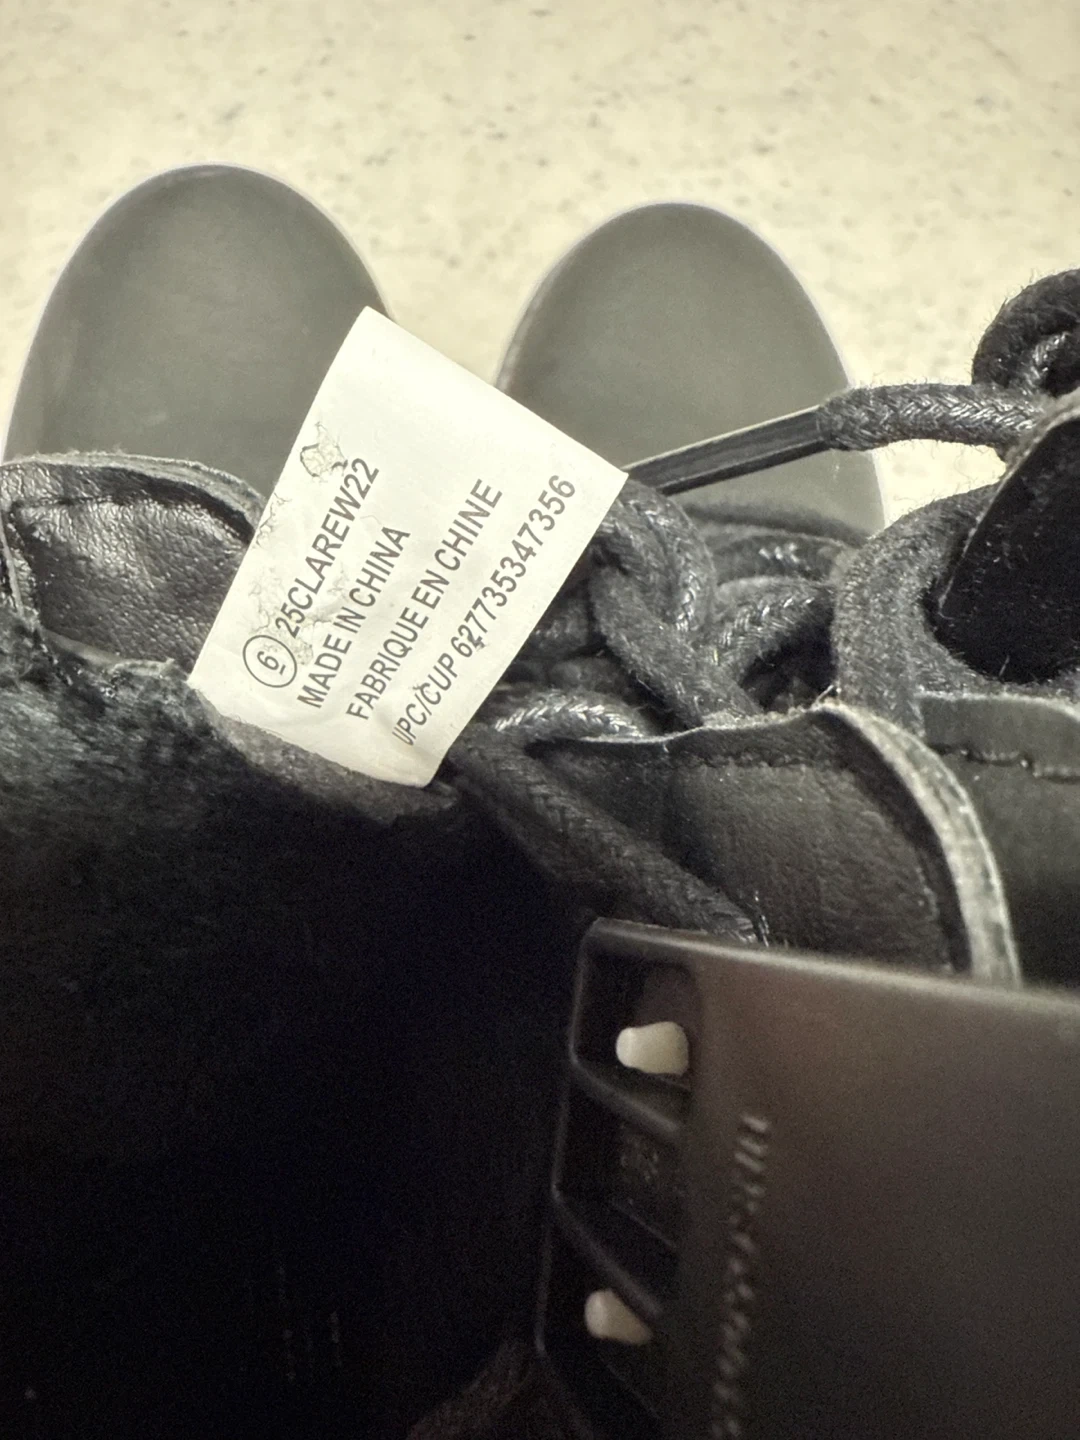 6 25CLAREW22
MADE IN CHINA
FABRIQUE EN CHINE
UPC/CUP 627735347356